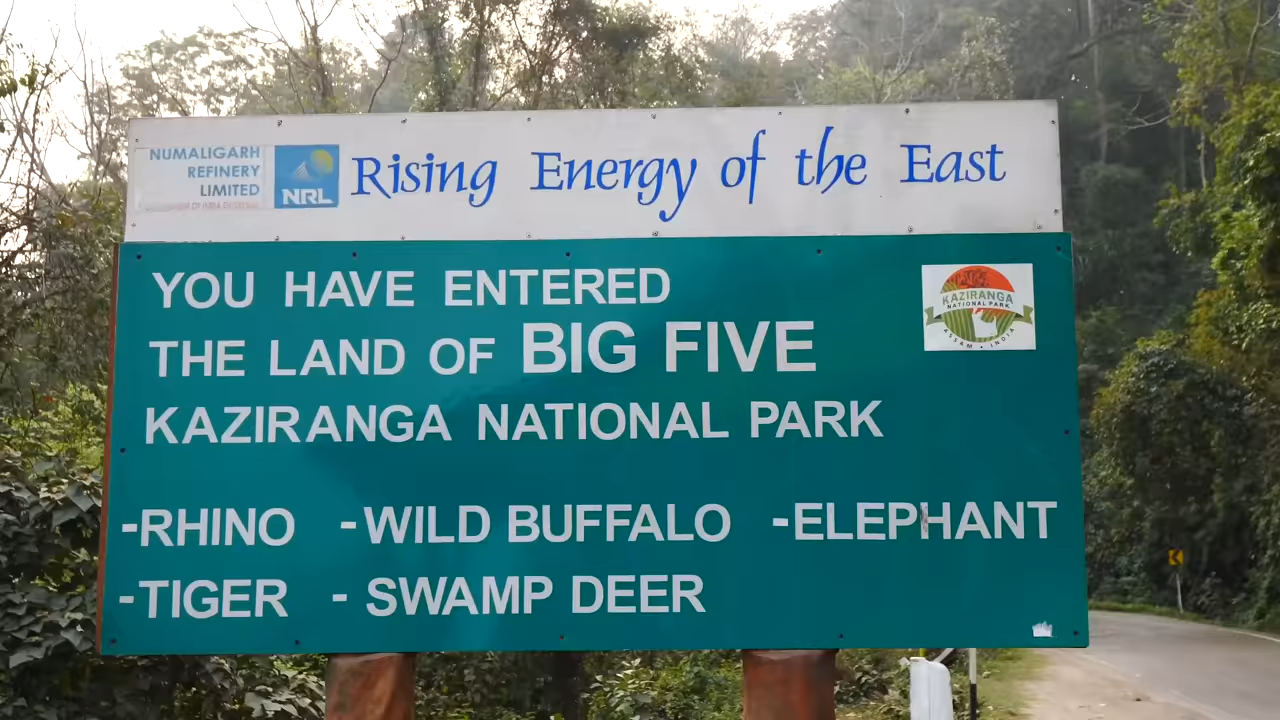 NUMALIGARH
REFINERY
LIMITED
NRL
Rising Energy of the East
YOU HAVE ENTERED
THE LAND OF BIG FIVE
KAZIRANGA NATIONAL PARK
KAZIRANGA
NATIONAL PARK
ASSAM • INDIA
-RHINO -WILD BUFFALO -ELEPHANT
-TIGER - SWAMP DEER